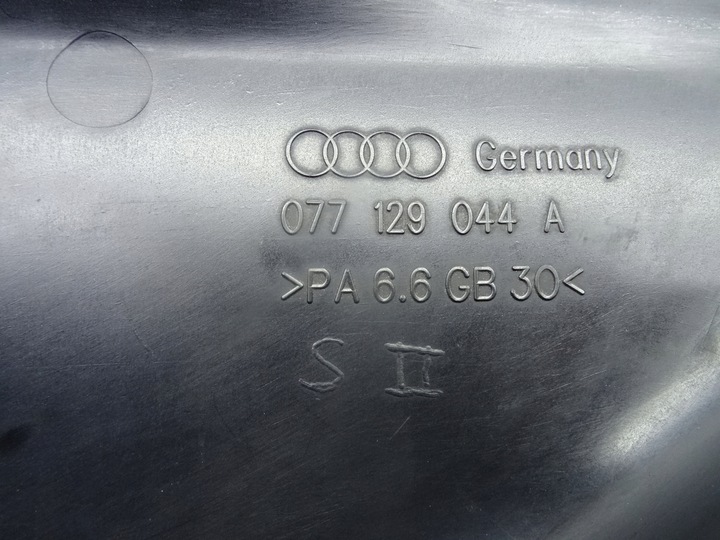 Germany
077 129 044 A
>PA 6.6 GB 30<
S II